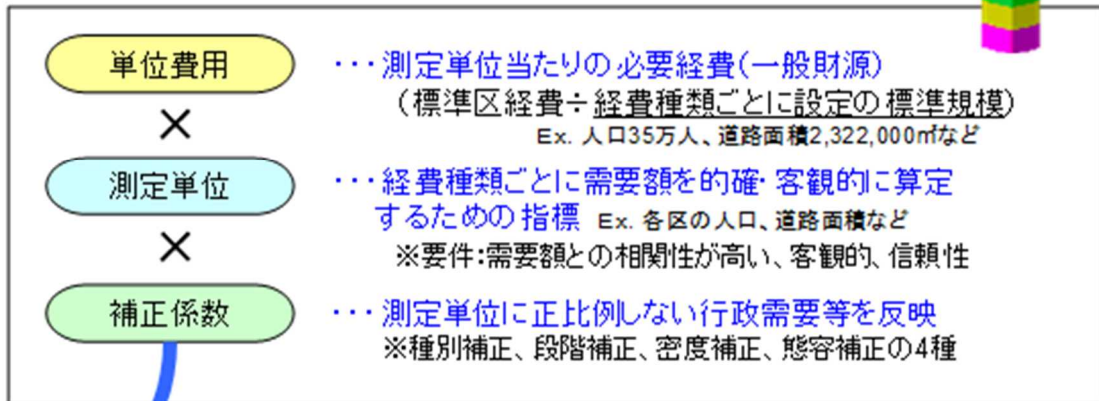 単位費用 ・・・測定単位当たりの必要経費(一般財源)
(標準区経費÷経費種類ごとに設定の標準規模)
Ex. 人口35万人、道路面積2,322,000㎡など
×
測定単位 ・・・経費種類ごとに需要額を的確・客観的に算定
するための指標 Ex. 各区の人口、道路面積など
× ※要件:需要額との相関性が高い、客観的、信頼性
補正係数 ・・・測定単位に正比例しない行政需要等を反映
※種別補正、段階補正、密度補正、態容補正の4種